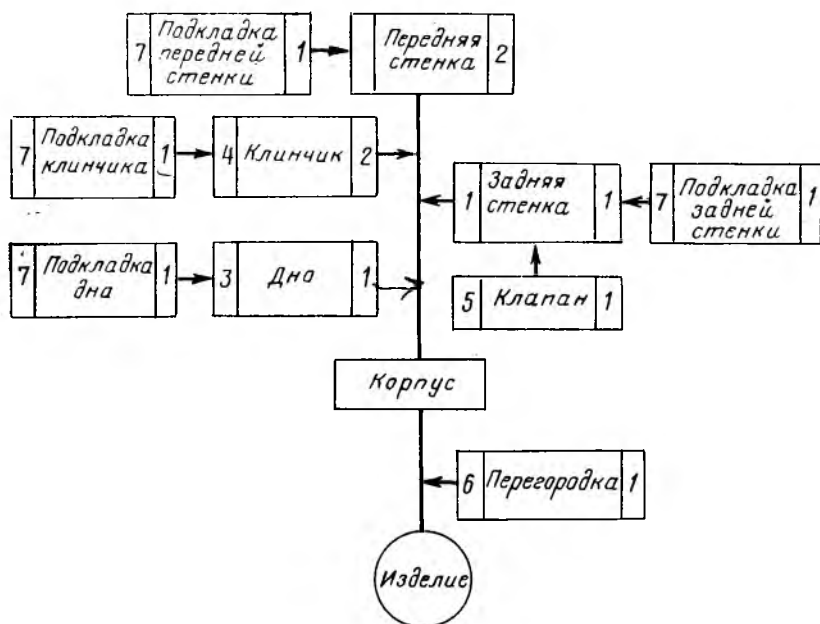 7 Подкладка передней стенки 1
Передняя стенка 2
7 Подкладка клинчика 1
4 Клинчик 2
1 Задняя стенка 1
7 Подкладка задней стенки 1
7 Подкладка дна 1
3 Дно 1
5 Клапан 1
Корпус
6 Перегородка 1
Изделие